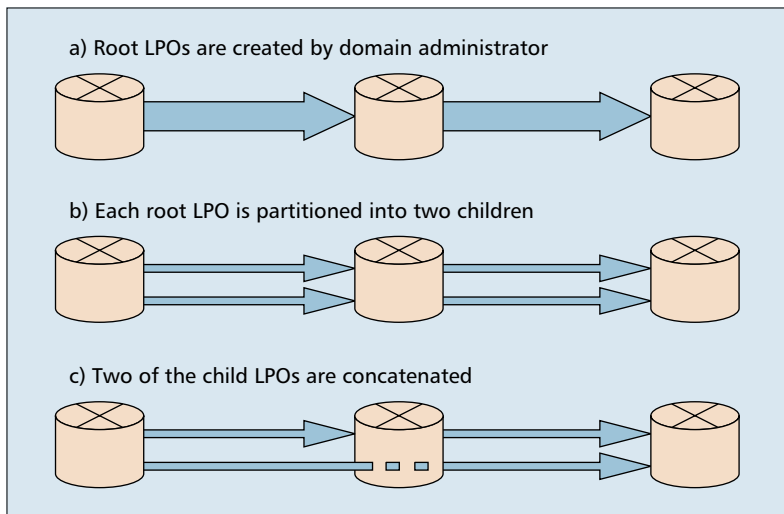 a) Root LPOs are created by domain administrator
b) Each root LPO is partitioned into two children
c) Two of the child LPOs are concatenated